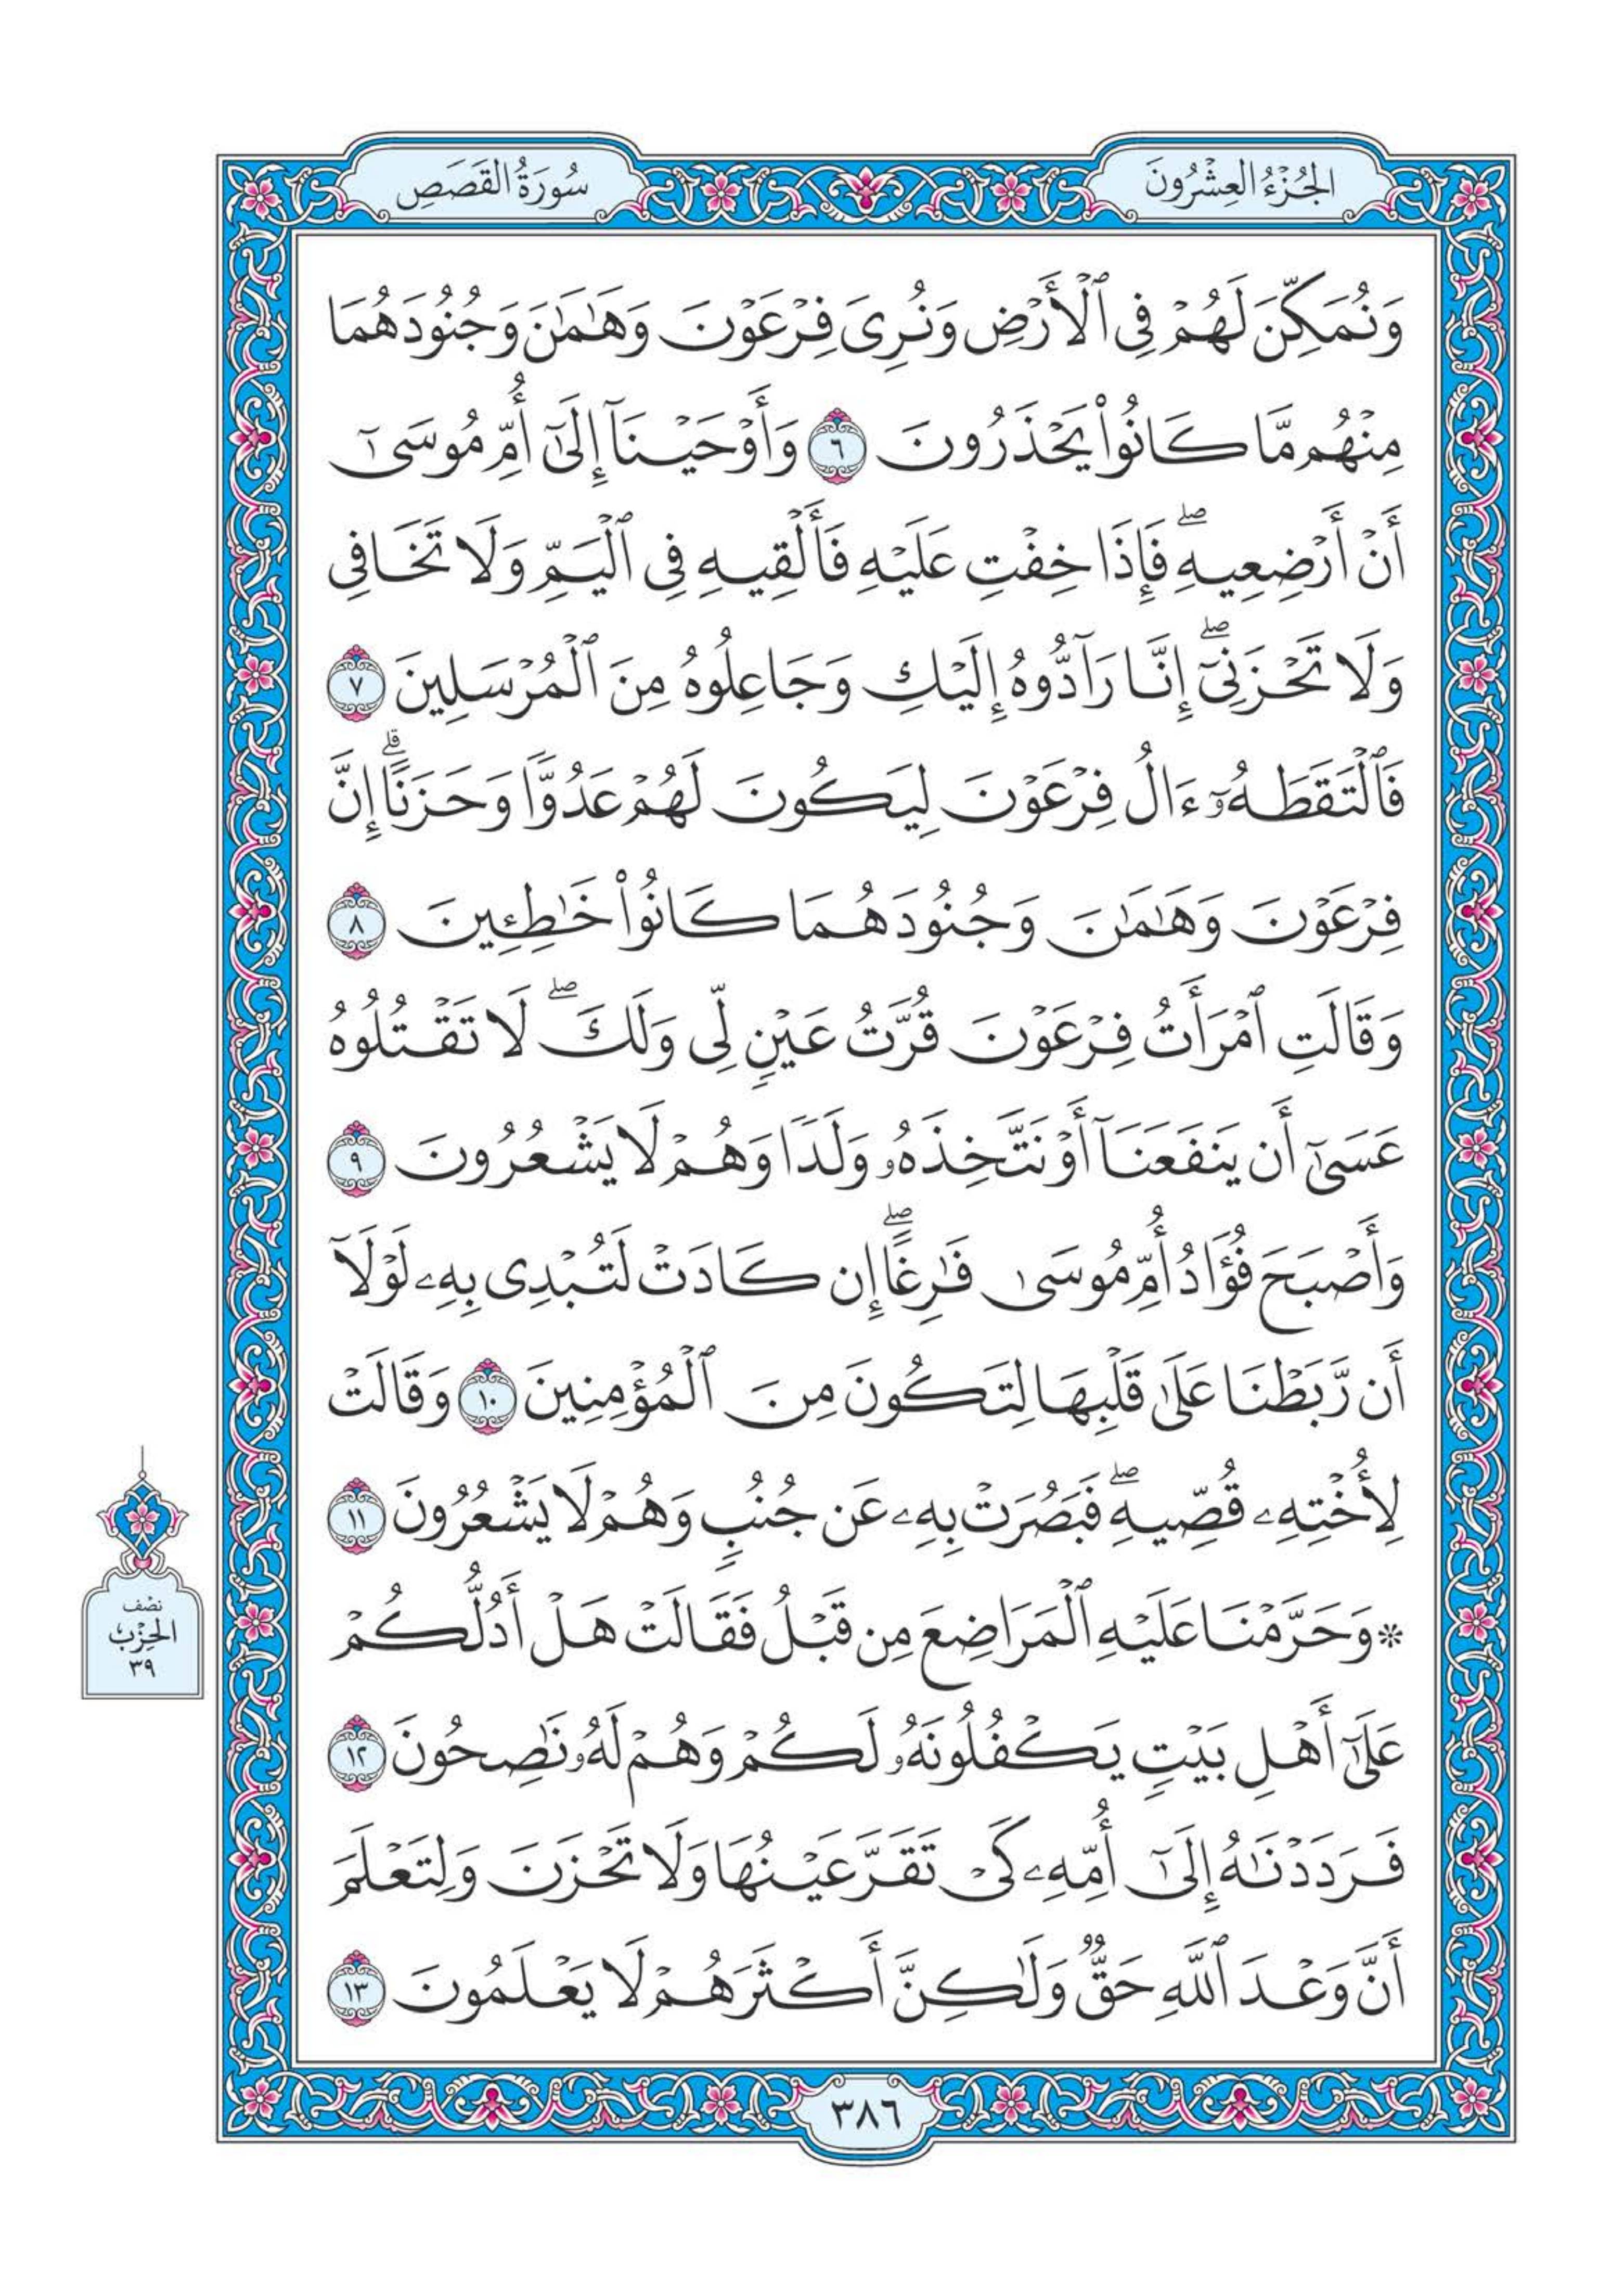 الجُزْءُ العِشْرُونَ
سُورَةُ القَصَصِ
وَنُمَكِّنَ لَهُمْ فِي ٱلْأَرْضِ وَنُرِيَ فِرْعَوْنَ وَهَٰمَٰنَ وَجُنُودَهُمَا
مِنْهُم مَّا كَانُوا۟ يَحْذَرُونَ ٦ وَأَوْحَيْنَآ إِلَىٰٓ أُمِّ مُوسَىٰٓ
أَنْ أَرْضِعِيهِ ۖ فَإِذَا خِفْتِ عَلَيْهِ فَأَلْقِيهِ فِي ٱلْيَمِّ وَلَا تَخَافِي
وَلَا تَحْزَنِىٓ ۖ إِنَّا رَآدُّوهُ إِلَيْكِ وَجَاعِلُوهُ مِنَ ٱلْمُرْسَلِينَ ٧
فَٱلْتَقَطَهُۥٓ ءَالُ فِرْعَوْنَ لِيَكُونَ لَهُمْ عَدُوًّا وَحَزَنًا ۗ إِنَّ
فِرْعَوْنَ وَهَٰمَٰنَ وَجُنُودَهُمَا كَانُوا۟ خَٰطِـِٔينَ ٨
وَقَالَتِ ٱمْرَأَتُ فِرْعَوْنَ قُرَّتُ عَيْنٍ لِّي وَلَكَ ۖ لَا تَقْتُلُوهُ
عَسَىٰٓ أَن يَنفَعَنَآ أَوْ نَتَّخِذَهُۥ وَلَدًا وَهُمْ لَا يَشْعُرُونَ ٩
وَأَصْبَحَ فُؤَادُ أُمِّ مُوسَىٰ فَٰرِغًا ۖ إِن كَادَتْ لَتُبْدِي بِهِۦ لَوْلَآ
أَن رَّبَطْنَا عَلَىٰ قَلْبِهَا لِتَكُونَ مِنَ ٱلْمُؤْمِنِينَ ١٠ وَقَالَتْ
لِأُخْتِهِۦ قُصِّيهِ ۖ فَبَصُرَتْ بِهِۦ عَن جُنُبٍ وَهُمْ لَا يَشْعُرُونَ ١١
۞ وَحَرَّمْنَا عَلَيْهِ ٱلْمَرَاضِعَ مِن قَبْلُ فَقَالَتْ هَلْ أَدُلُّكُمْ
عَلَىٰٓ أَهْلِ بَيْتٍ يَكْفُلُونَهُۥ لَكُمْ وَهُمْ لَهُۥ نَٰصِحُونَ ١٢
فَرَدَدْنَٰهُ إِلَىٰٓ أُمِّهِۦ كَيْ تَقَرَّ عَيْنُهَا وَلَا تَحْزَنَ وَلِتَعْلَمَ
أَنَّ وَعْدَ ٱللَّهِ حَقٌّ وَلَٰكِنَّ أَكْثَرَهُمْ لَا يَعْلَمُونَ ١٣
نصْف
الحِزْب
٣٩
٣٨٦